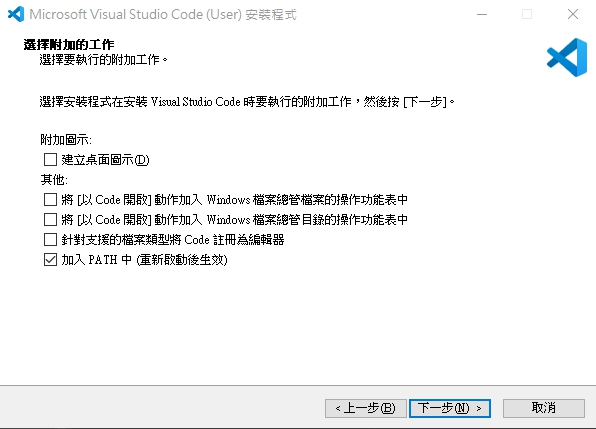 Microsoft Visual Studio Code (User) 安裝程式
選擇附加的工作
選擇要執行的附加工作。
選擇安裝程式在安裝 Visual Studio Code 時要執行的附加工作，然後按 [下一步]。
附加圖示:
建立桌面圖示(D)
其他:
將 [以 Code 開啟] 動作加入 Windows 檔案總管檔案的操作功能表中
將 [以 Code 開啟] 動作加入 Windows 檔案總管目錄的操作功能表中
針對支援的檔案類型將 Code 註冊為編輯器
加入 PATH 中 (重新啟動後生效)
< 上一步(B) 下一步(N) > 取消